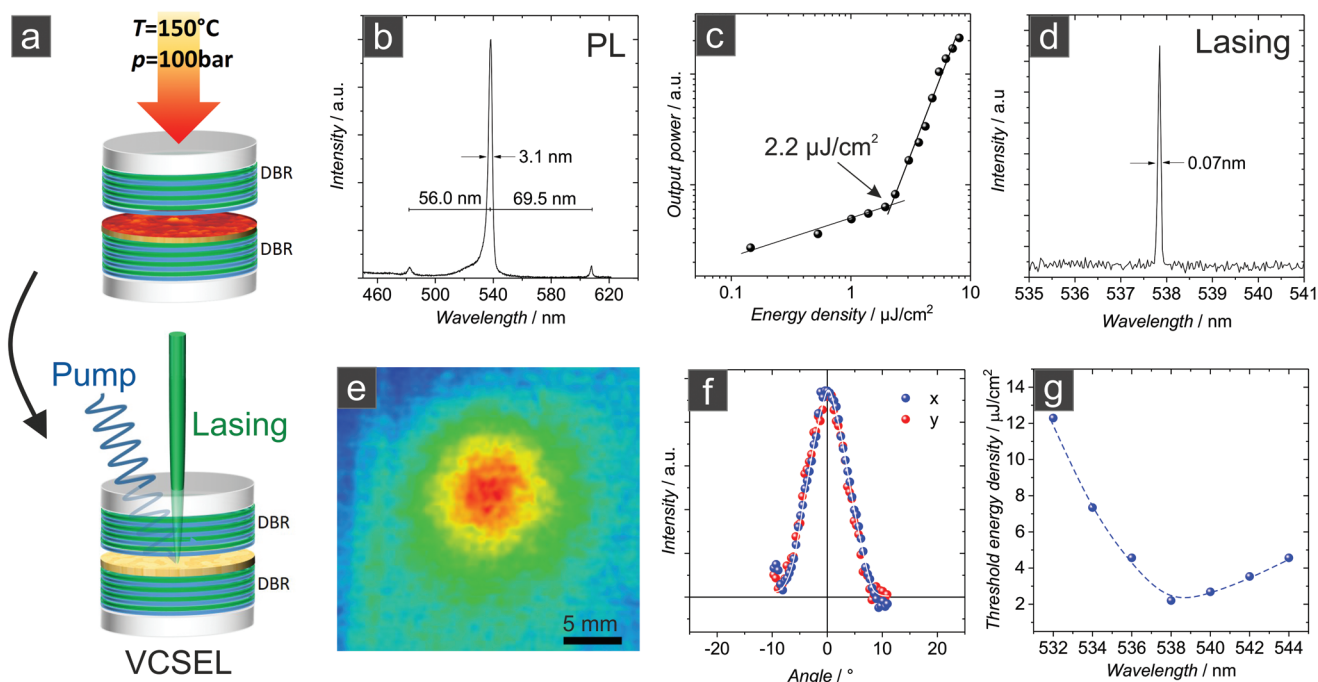 a
T=150°C
p=100bar
DBR
DBR
Pump
Lasing
DBR
DBR
VCSEL
b
PL
Intensity / a.u.
3.1 nm
56.0 nm
69.5 nm
460 500 540 580 620
Wavelength / nm
c
Output power / a.u.
2.2 µJ/cm²
0.1 1 10
Energy density / µJ/cm²
d
Lasing
Intensity / a.u
0.07nm
535 536 537 538 539 540 541
Wavelength / nm
e
5 mm
f
x
y
Intensity / a.u.
-20 -10 0 10 20
Angle / °
g
Threshold energy density / µJ/cm²
14
12
10
8
6
4
2
532 534 536 538 540 542 544
Wavelength / nm